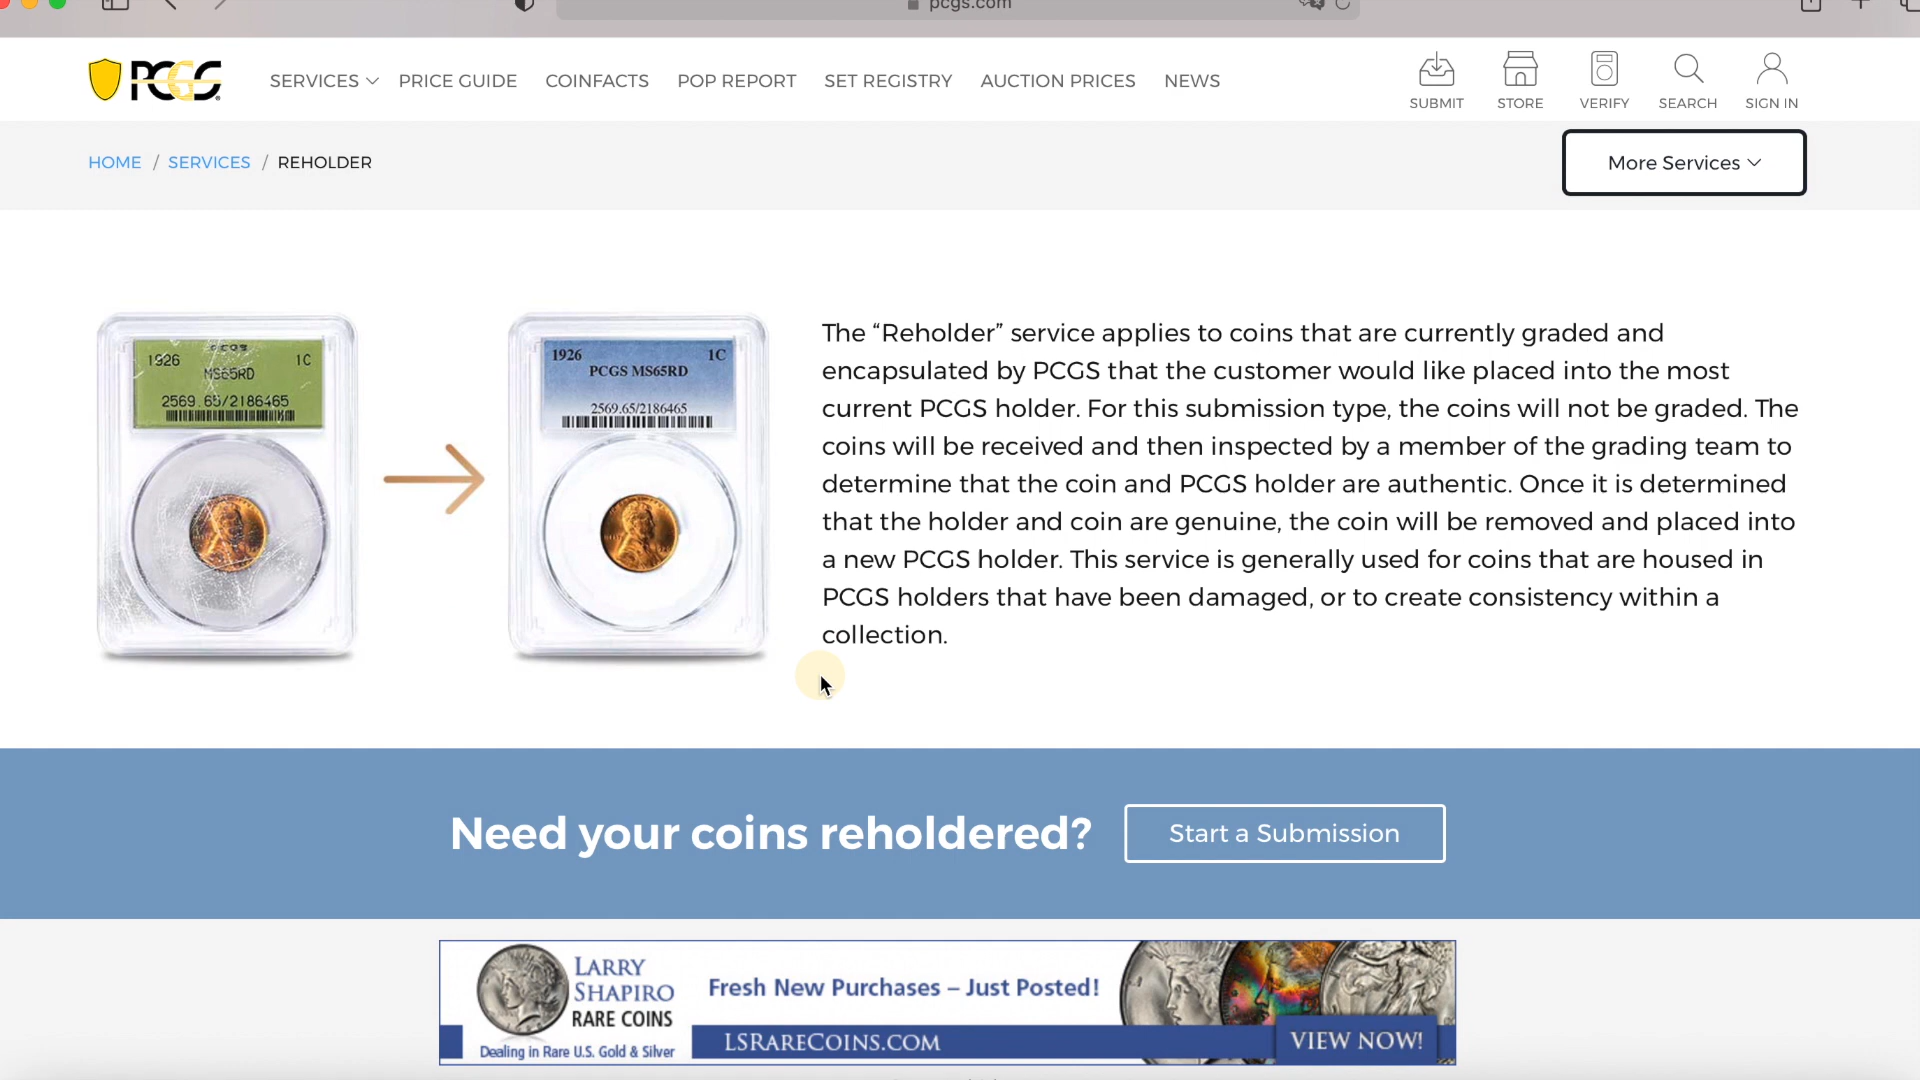 pcgs.com
PCGS
SERVICES
PRICE GUIDE
COINFACTS
POP REPORT
SET REGISTRY
AUCTION PRICES
NEWS
SUBMIT
STORE
VERIFY
SEARCH
SIGN IN
HOME / SERVICES / REHOLDER
More Services
PCGS
1926 1C
MS65RD
2569.65/2186465
1926 1C
PCGS MS65RD
2569.65/2186465
The “Reholder” service applies to coins that are currently graded and
encapsulated by PCGS that the customer would like placed into the most
current PCGS holder. For this submission type, the coins will not be graded. The
coins will be received and then inspected by a member of the grading team to
determine that the coin and PCGS holder are authentic. Once it is determined
that the holder and coin are genuine, the coin will be removed and placed into
a new PCGS holder. This service is generally used for coins that are housed in
PCGS holders that have been damaged, or to create consistency within a
collection.
Need your coins reholdered?
Start a Submission
LARRY
SHAPIRO
RARE COINS
Dealing in Rare U.S. Gold & Silver
Fresh New Purchases – Just Posted!
LSRARECOINS.COM
VIEW NOW!